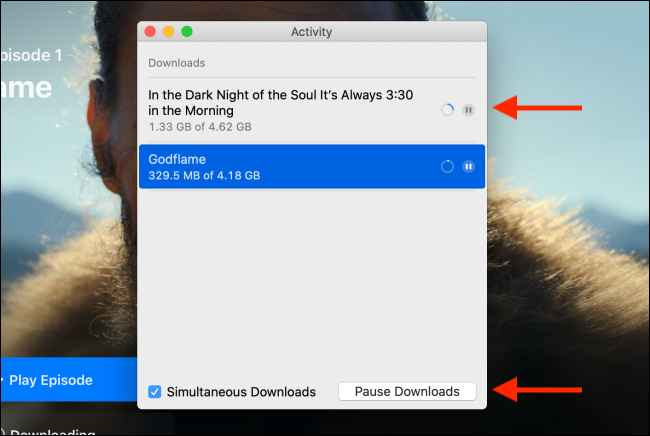 Activity
pisode 1
ame
Downloads
In the Dark Night of the Soul It's Always 3:30
in the Morning
1.33 GB of 4.62 GB
Godflame
329.5 MB of 4.18 GB
Play Episode
Simultaneous Downloads
Pause Downloads
Downloading